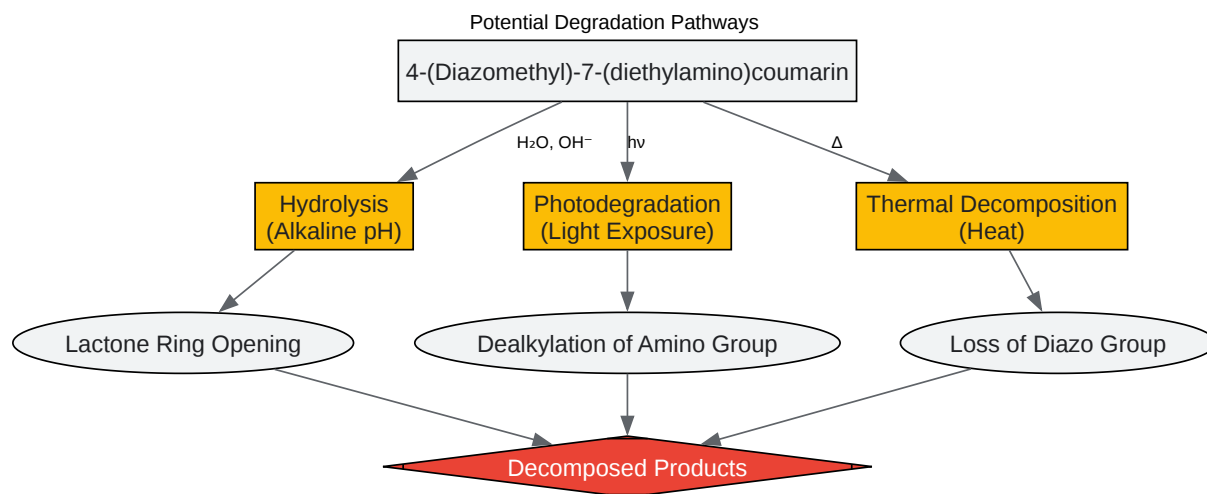 Potential Degradation Pathways
4-(Diazomethyl)-7-(diethylamino)coumarin
H₂O, OH⁻
hν
Δ
Hydrolysis
(Alkaline pH)
Photodegradation
(Light Exposure)
Thermal Decomposition
(Heat)
Lactone Ring Opening
Dealkylation of Amino Group
Loss of Diazo Group
Decomposed Products